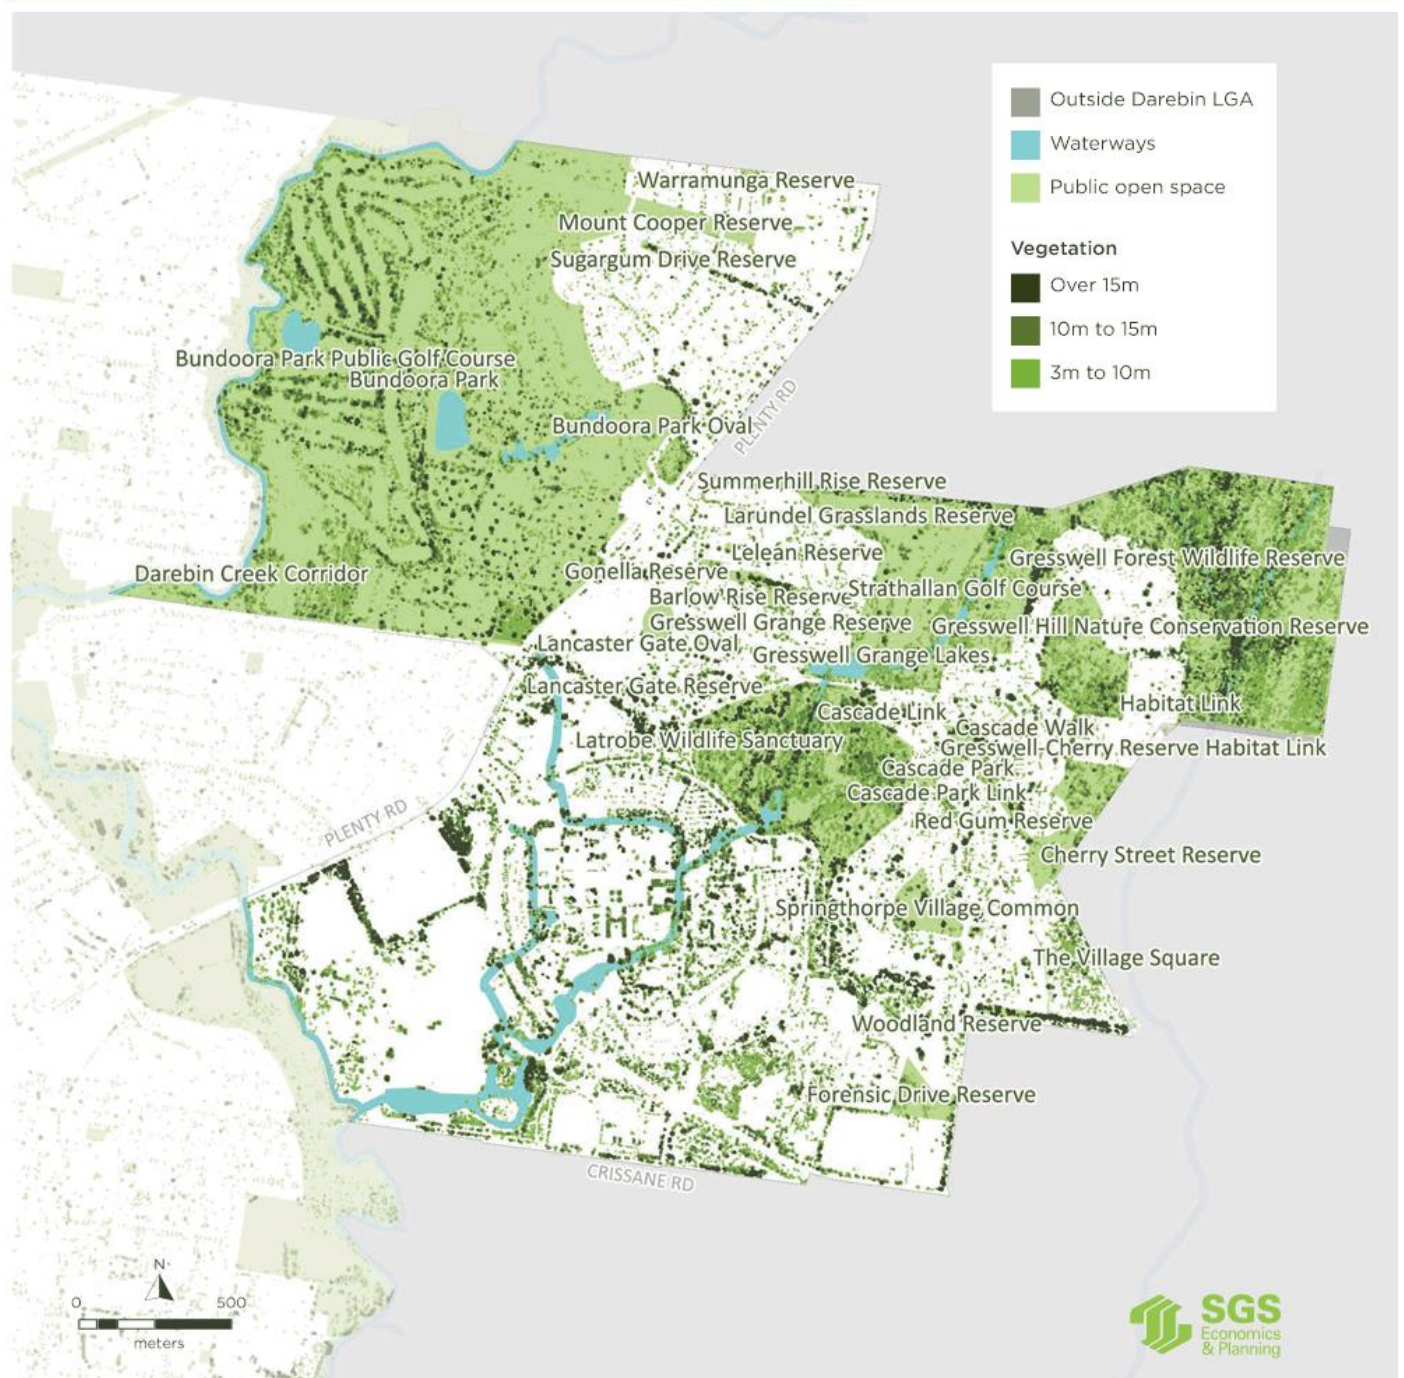 Outside Darebin LGA
Waterways
Public open space
Vegetation
Over 15m
10m to 15m
3m to 10m
Warramunga Reserve
Mount Cooper Reserve
Sugargum Drive Reserve
Bundoora Park Public Golf Course
Bundoora Park
Bundoora Park Oval
PLENTY RD
Summerhill Rise Reserve
Larundel Grasslands Reserve
Lelean Reserve
Gresswell Forest Wildlife Reserve
Darebin Creek Corridor
Gonella Reserve
Strathallan Golf Course
Barlow Rise Reserve
Gresswell Grange Reserve
Gresswell Hill Nature Conservation Reserve
Lancaster Gate Oval
Gresswell Grange Lakes
Lancaster Gate Reserve
Habitat Link
Cascade Link
Cascade Walk
Latrobe Wildlife Sanctuary
Gresswell-Cherry Reserve Habitat Link
Cascade Park
Cascade Park Link
PLENTY RD
Red Gum Reserve
Cherry Street Reserve
Springthorpe Village Common
The Village Square
Woodland Reserve
Forensic Drive Reserve
CRISSANE RD
N
0 500
meters
SGS
Economics
& Planning